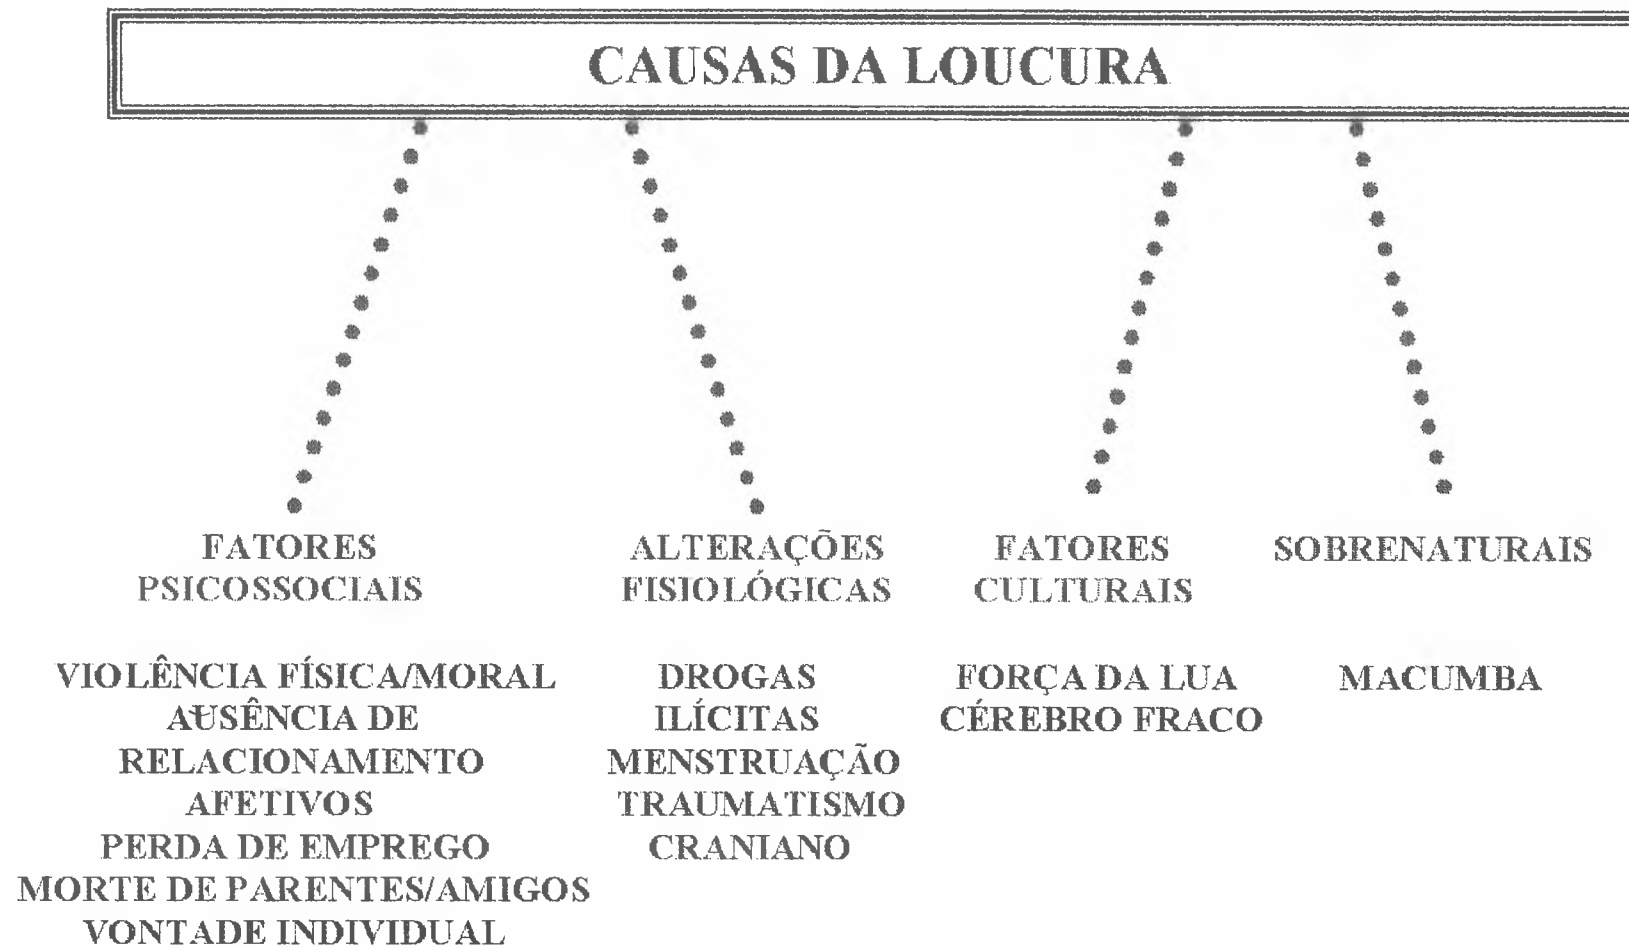 CAUSAS DA LOUCURA
FATORES
PSICOSSOCIAIS
VIOLÊNCIA FÍSICA/MORAL
AUSÊNCIA DE
RELACIONAMENTO
AFETIVOS
PERDA DE EMPREGO
MORTE DE PARENTES/AMIGOS
VONTADE INDIVIDUAL
ALTERAÇÕES
FISIOLÓGICAS
DROGAS
ILÍCITAS
MENSTRUAÇÃO
TRAUMATISMO
CRANIANO
FATORES
CULTURAIS
FORÇA DA LUA
CÉREBRO FRACO
SOBRENATURAIS
MACUMBA